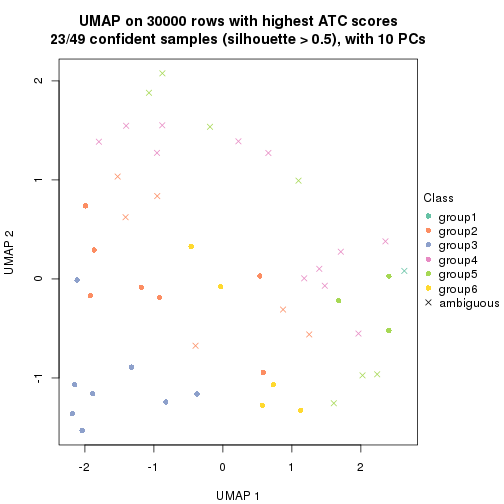 UMAP on 30000 rows with highest ATC scores
23/49 confident samples (silhouette > 0.5), with 10 PCs
2
1
0
-1
UMAP 2
-2
-1
0
1
2
UMAP 1
Class
group1
group2
group3
group4
group5
group6
ambiguous